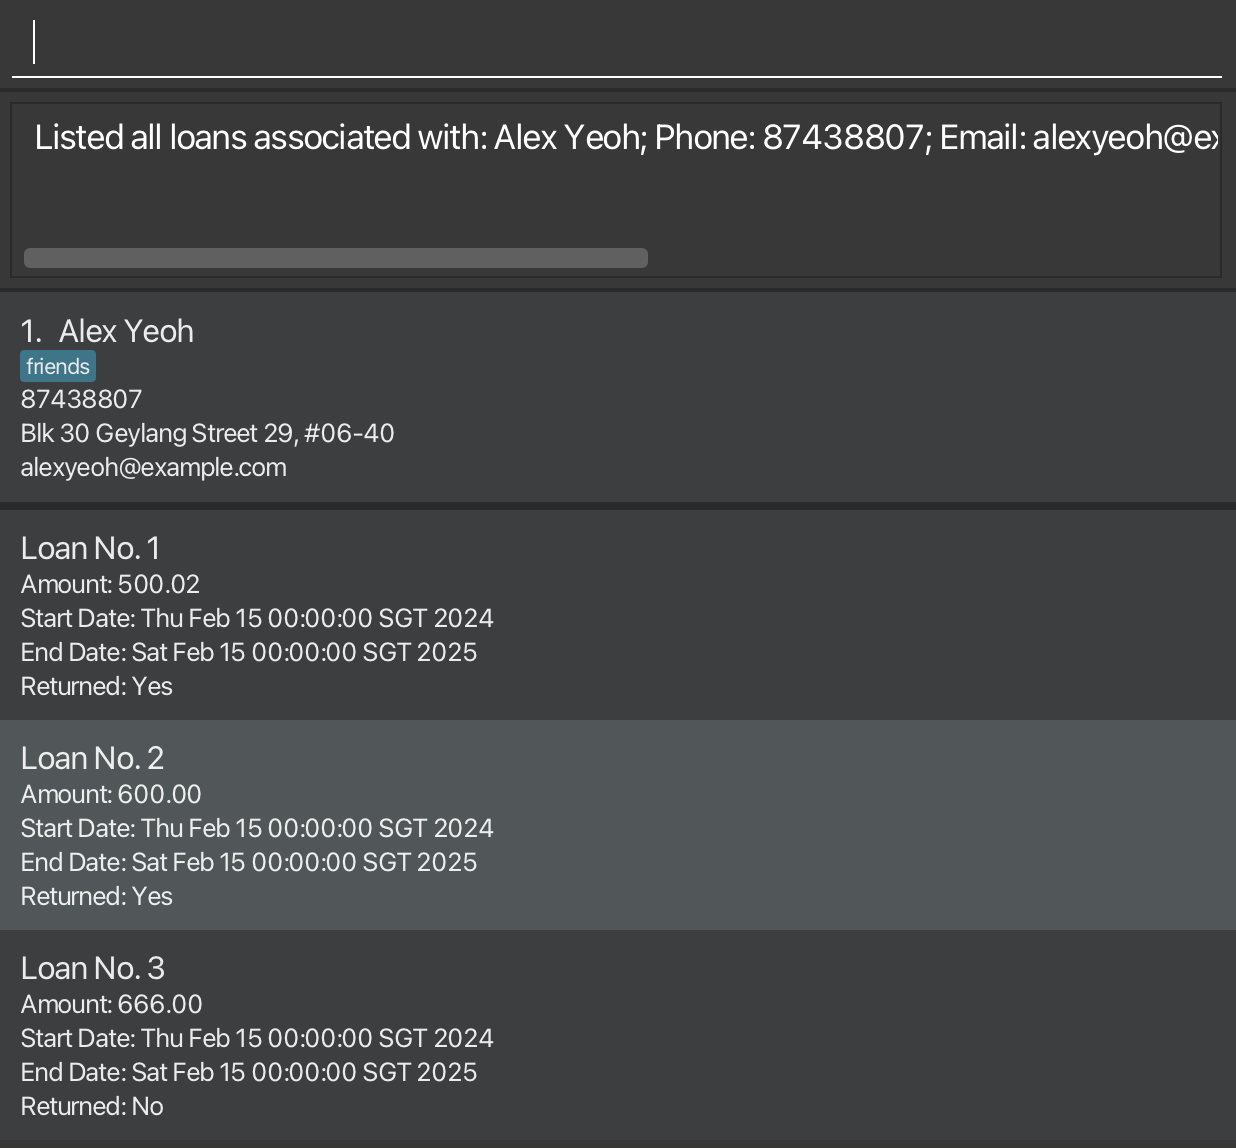 Listed all loans associated with: Alex Yeoh; Phone: 87438807; Email: alexyeoh@ex
1. Alex Yeoh
friends
87438807
Blk 30 Geylang Street 29, #06-40
alexyeoh@example.com
Loan No. 1
Amount: 500.02
Start Date: Thu Feb 15 00:00:00 SGT 2024
End Date: Sat Feb 15 00:00:00 SGT 2025
Returned: Yes
Loan No. 2
Amount: 600.00
Start Date: Thu Feb 15 00:00:00 SGT 2024
End Date: Sat Feb 15 00:00:00 SGT 2025
Returned: Yes
Loan No. 3
Amount: 666.00
Start Date: Thu Feb 15 00:00:00 SGT 2024
End Date: Sat Feb 15 00:00:00 SGT 2025
Returned: No